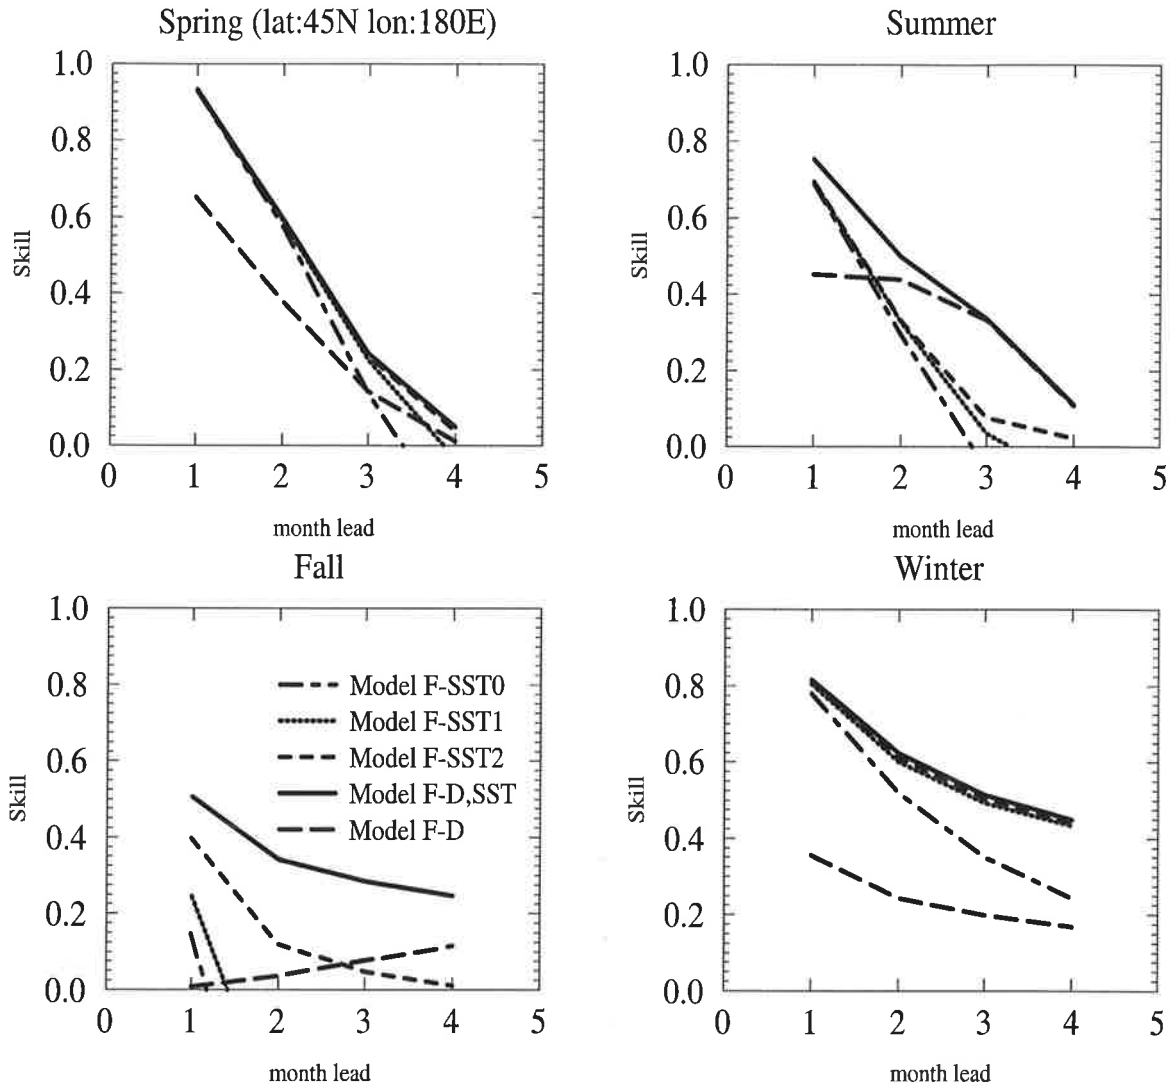 Spring (lat:45N lon:180E)
1.0
0.8
0.6
0.4
0.2
0.0
Skill
0 1 2 3 4 5
month lead
Summer
1.0
0.8
0.6
0.4
0.2
0.0
Skill
0 1 2 3 4 5
month lead
Fall
1.0
0.8
0.6
0.4
0.2
0.0
Skill
Model F-SST0
Model F-SST1
Model F-SST2
Model F-D,SST
Model F-D
0 1 2 3 4 5
month lead
Winter
1.0
0.8
0.6
0.4
0.2
0.0
Skill
0 1 2 3 4 5
month lead